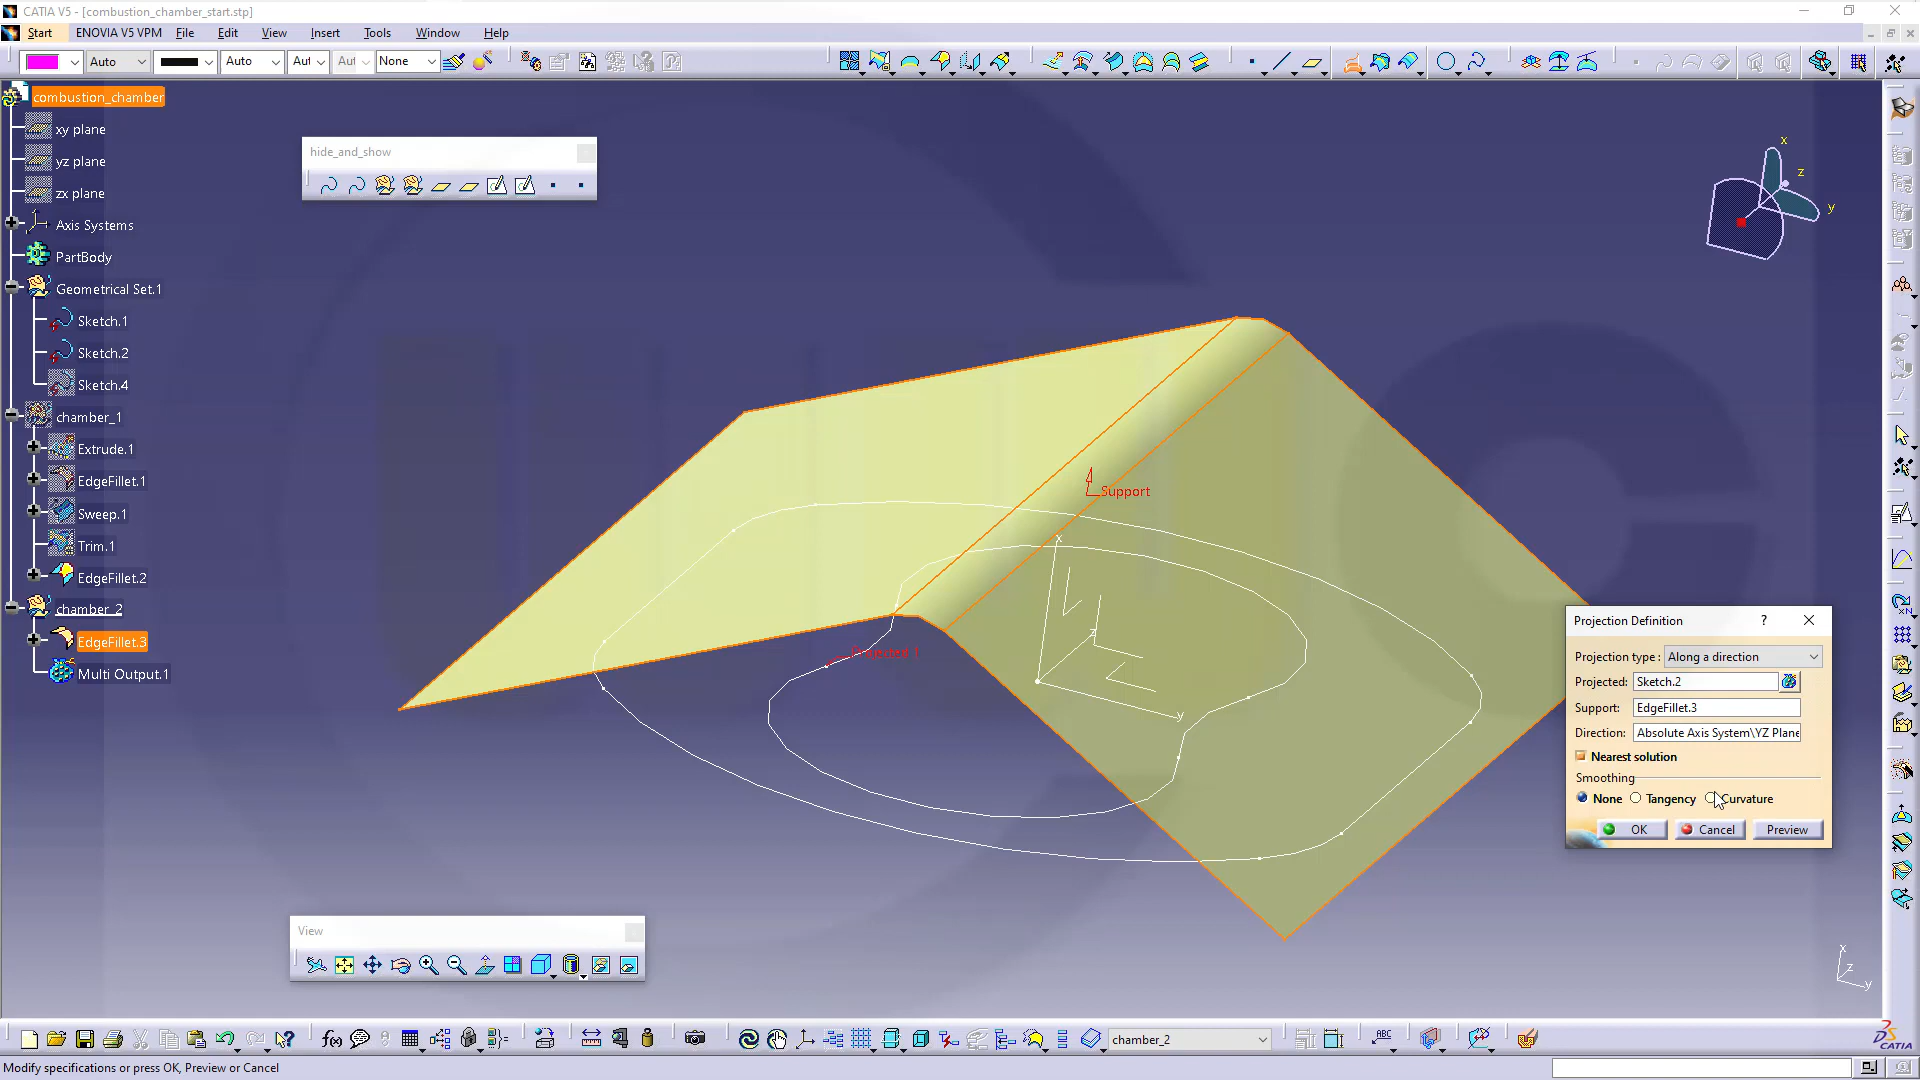 CATIA V5 - [combustion_chamber_start.stp]
Start ENOVIA V5 VPM File Edit View Insert Tools Window Help
Auto Auto Aut Aut None
combustion_chamber
xy plane
yz plane
zx plane
Axis Systems
PartBody
Geometrical Set.1
Sketch.1
Sketch.2
Sketch.4
chamber_1
Extrude.1
EdgeFillet.1
Sweep.1
Trim.1
EdgeFillet.2
chamber_2
EdgeFillet.3
Multi Output.1
hide_and_show
x
z
y
Support
x
z
y
Projection Definition ? 
Projection type : Along a direction
Projected: Sketch.2
Support: EdgeFillet.3
Direction: Absolute Axis System\YZ Plane
Nearest solution
Smoothing
None Tangency Curvature
OK Cancel Preview
View
x
z
y
f(x)
chamber_2
ABC
CATIA
Modify specifications or press OK, Preview or Cancel